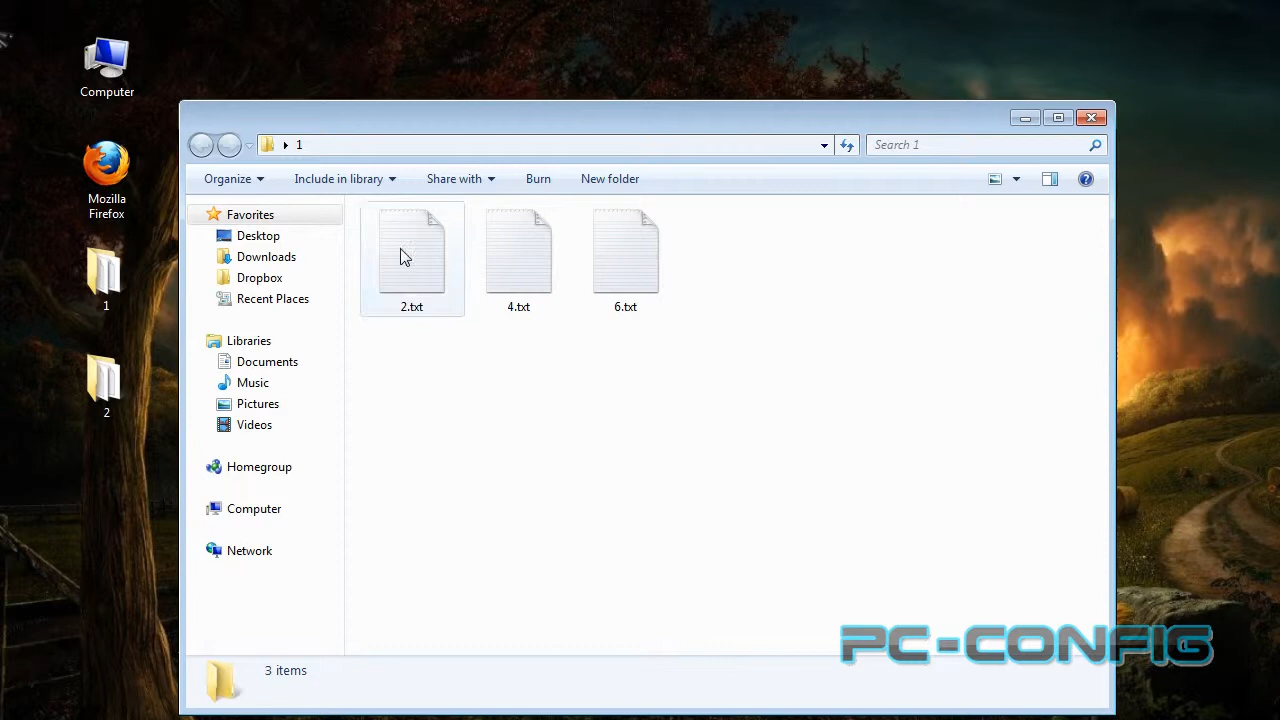 Computer
Mozilla
Firefox
1
2
1
Search 1
Organize
Include in library
Share with
Burn
New folder
Favorites
Desktop
Downloads
Dropbox
Recent Places
Libraries
Documents
Music
Pictures
Videos
Homegroup
Computer
Network
2.txt
4.txt
6.txt
3 items
PC-CONFIG